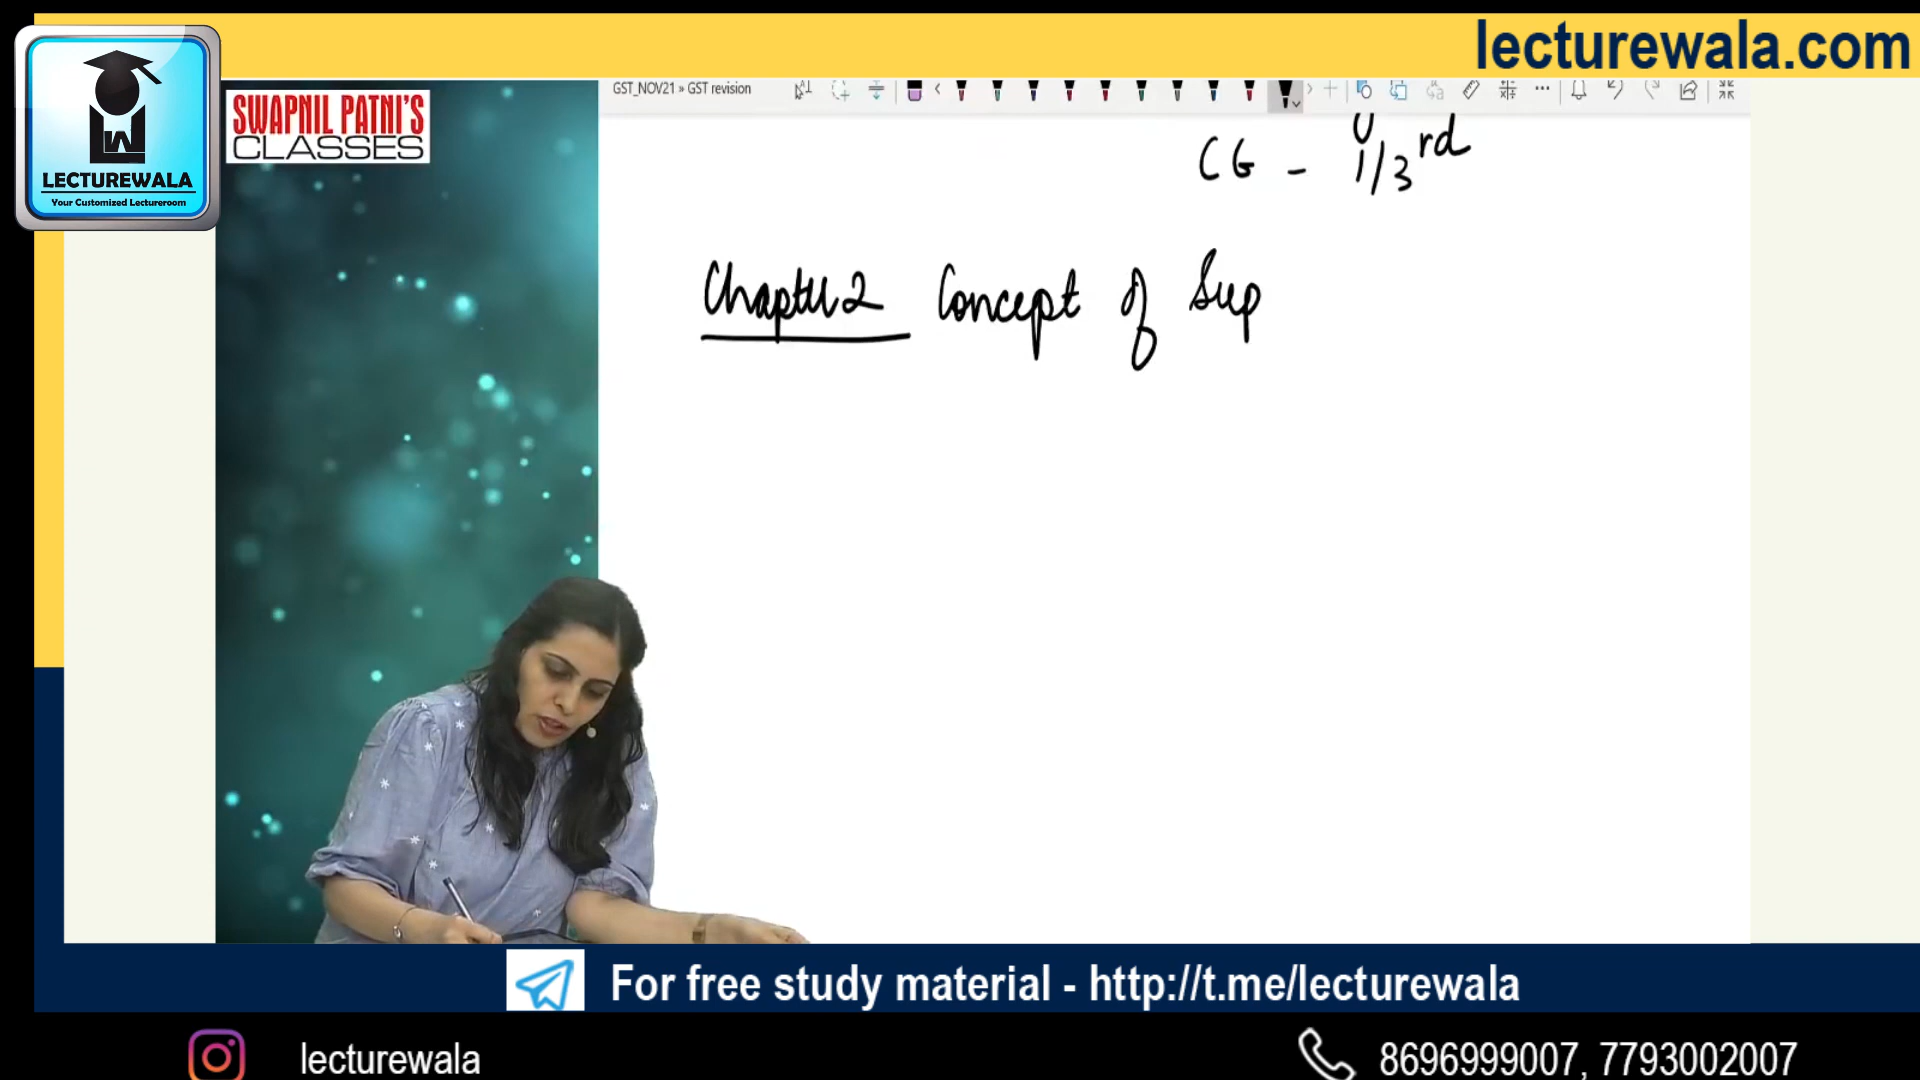 lecturewala.com
LW
LECTUREWALA
Your Customized Lectureroom
SWAPNIL PATNI'S
CLASSES
GST_NOV21 » GST revision
CG - 1/3rd
Chapter 2 Concept of Sup
For free study material - http://t.me/lecturewala
lecturewala
8696999007, 7793002007